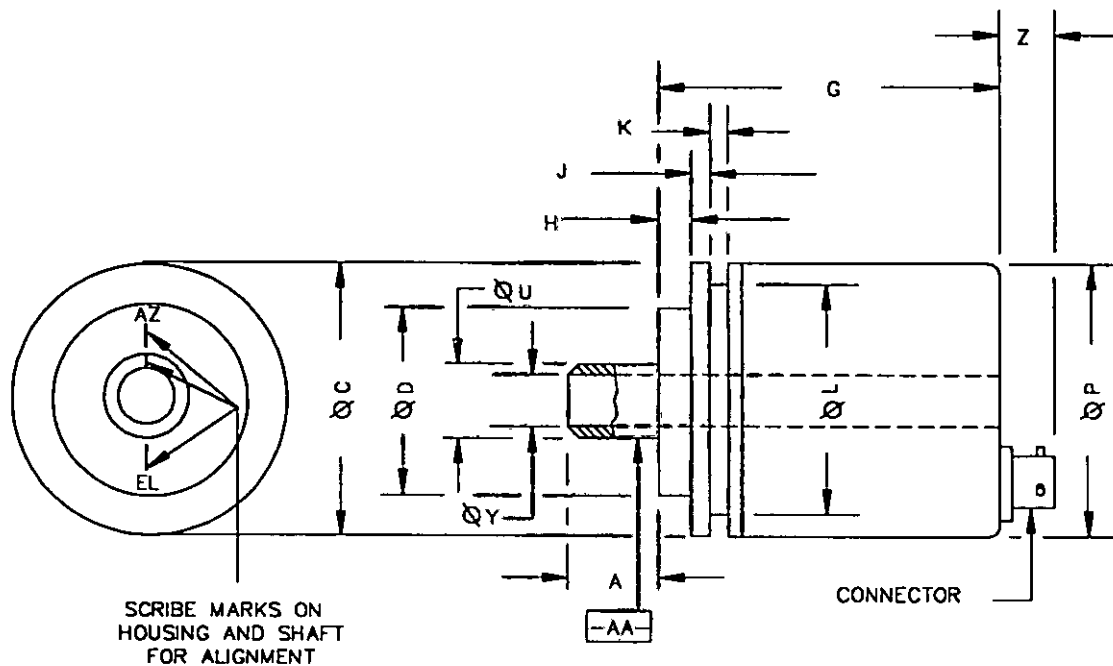 Z
G
K
J
H
ØU
AZ
ØC
ØD
ØL
ØP
EL
ØY
A
CONNECTOR
-AA-
SCRIBE MARKS ON
HOUSING AND SHAFT
FOR ALIGNMENT